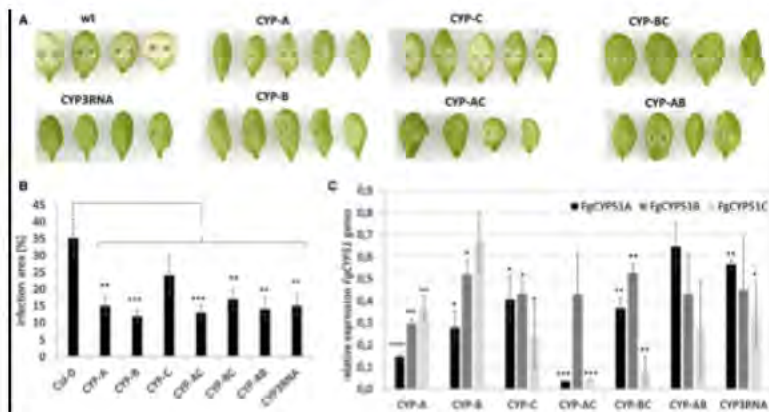 A
wt
CYP-A
CYP-C
CYP-BC
CYP3RNA
CYP-B
CYP-AC
CYP-AB
B
infection area [%]
45
40
35
30
25
20
15
10
5
0
** *** *** ** ** **
Col-0 CYP-A CYP-B CYP-C CYP-AC CYP-BC CYP-AB CYP3RNA
C
relative expression FgCYP51 genes
FgCYP51A FgCYP51B FgCYP51C
0,9
0,8
0,7
0,6
0,5
0,4
0,3
0,2
0,1
0,0
CYP-A CYP-B CYP-C CYP-AC CYP-BC CYP-AB CYP3RNA